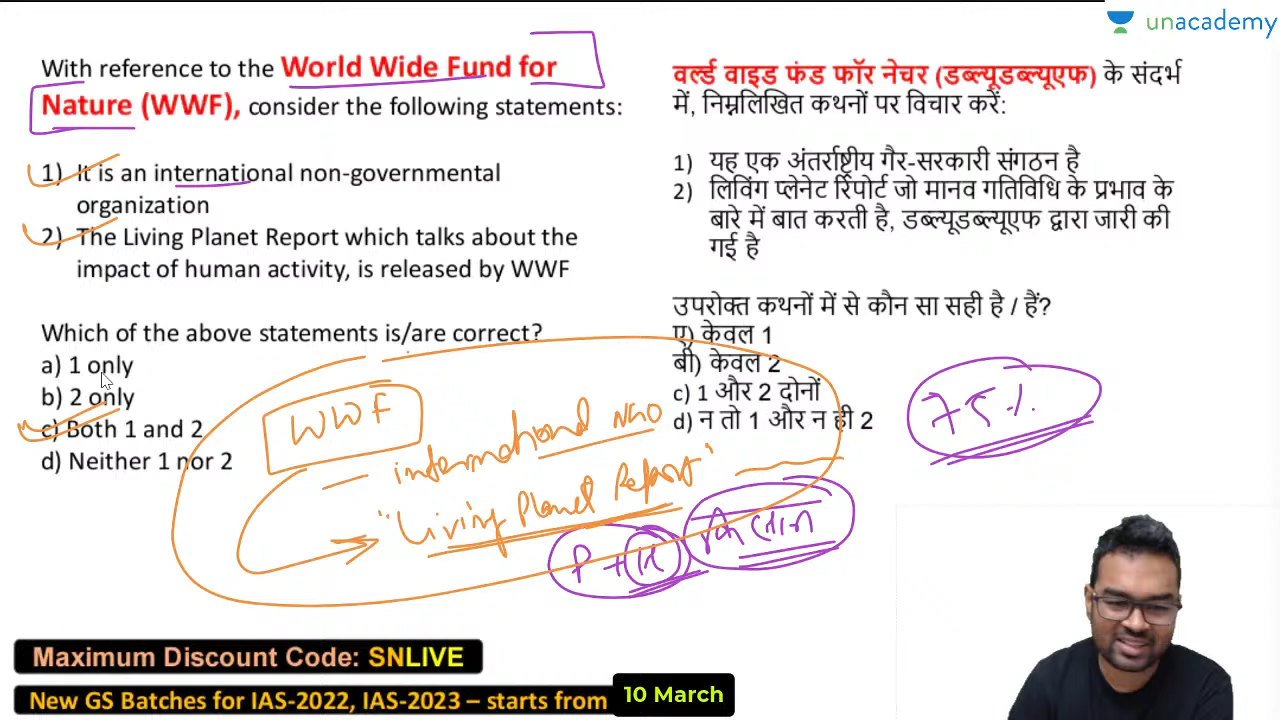 unacademy
With reference to the World Wide Fund for
Nature (WWF), consider the following statements:
1) It is an international non-governmental
organization
2) The Living Planet Report which talks about the
impact of human activity, is released by WWF
Which of the above statements is/are correct?
a) 1 only
b) 2 only
c) Both 1 and 2
d) Neither 1 nor 2
वर्ल्ड वाइड फंड फॉर नेचर (डब्ल्यूडब्ल्यूएफ) के संदर्भ
में, निम्नलिखित कथनों पर विचार करें:
1) यह एक अंतर्राष्ट्रीय गैर-सरकारी संगठन है
2) लिविंग प्लेनेट रिपोर्ट जो मानव गतिविधि के प्रभाव के
बारे में बात करती है, डब्ल्यूडब्ल्यूएफ द्वारा जारी की
गई है
उपरोक्त कथनों में से कौन सा सही है / हैं?
ए) केवल 1
बी) केवल 2
c) 1 और 2 दोनों
d) न तो 1 और न ही 2
WWF
international NGO
"Living Planet Report"
75%
Maximum Discount Code: SNLIVE
New GS Batches for IAS-2022, IAS-2023 – starts from 10 March